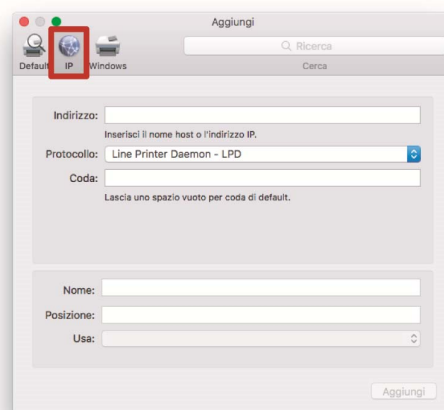 Aggiungi
Ricerca
Default IP Windows Cerca
Indirizzo:
Inserisci il nome host o l'indirizzo IP.
Protocollo: Line Printer Daemon - LPD
Coda:
Lascia uno spazio vuoto per coda di default.
Nome:
Posizione:
Usa:
Aggiungi